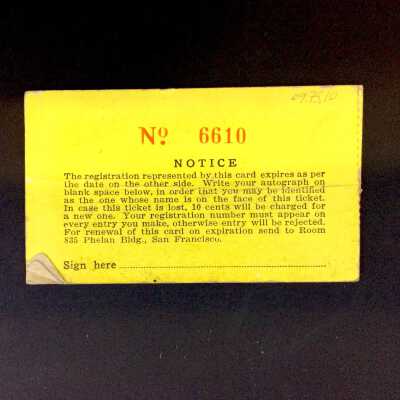 Nº 6610
NOTICE
The registration represented by this card expires as per
the date on the other side. Write your autograph on
blank space below, in order that you may be identified
as the one whose name is on the face of this ticket.
In case this ticket is lost, 10 cents will be charged for
a new one. Your registration number must appear on
every entry you make, otherwise entry will be rejected.
For renewal of this card on expiration send to Room
835 Phelan Bldg., San Francisco.
Sign here